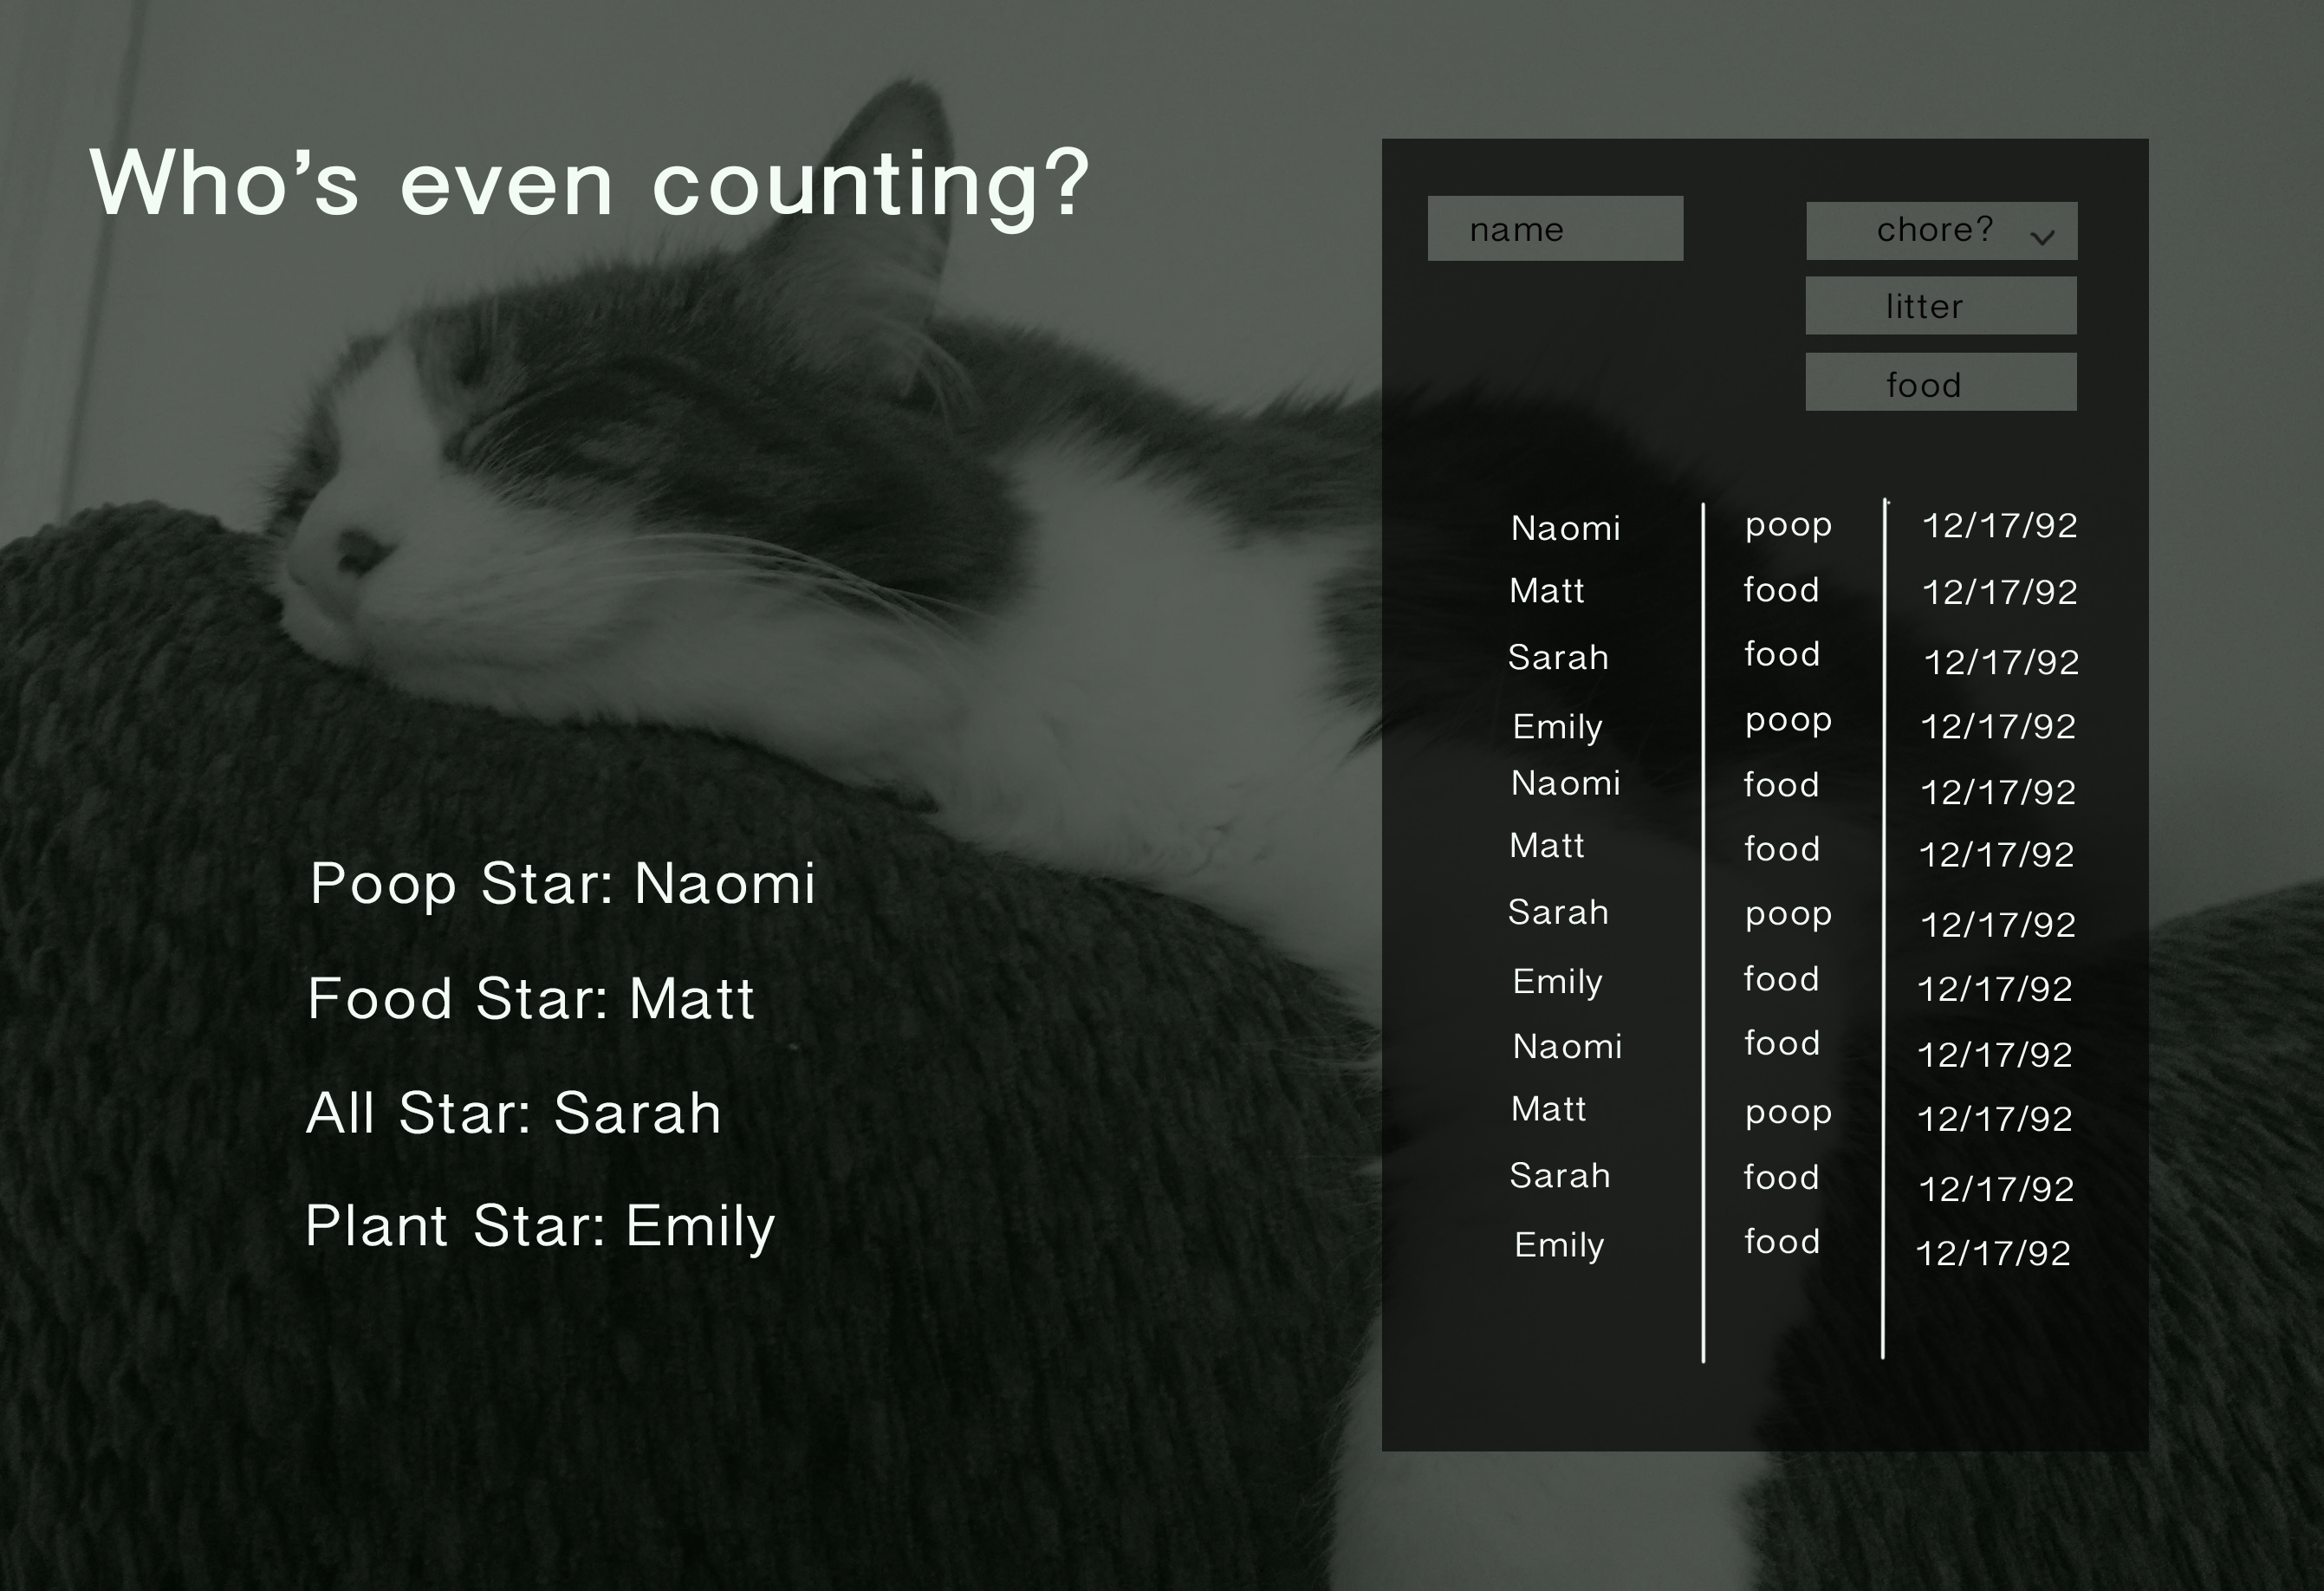 Who's even counting?
name
chore?
litter
food
Naomi poop 12/17/92
Matt food 12/17/92
Sarah food 12/17/92
Emily poop 12/17/92
Naomi food 12/17/92
Matt food 12/17/92
Sarah poop 12/17/92
Emily food 12/17/92
Naomi food 12/17/92
Matt poop 12/17/92
Sarah food 12/17/92
Emily food 12/17/92
Poop Star: Naomi
Food Star: Matt
All Star: Sarah
Plant Star: Emily